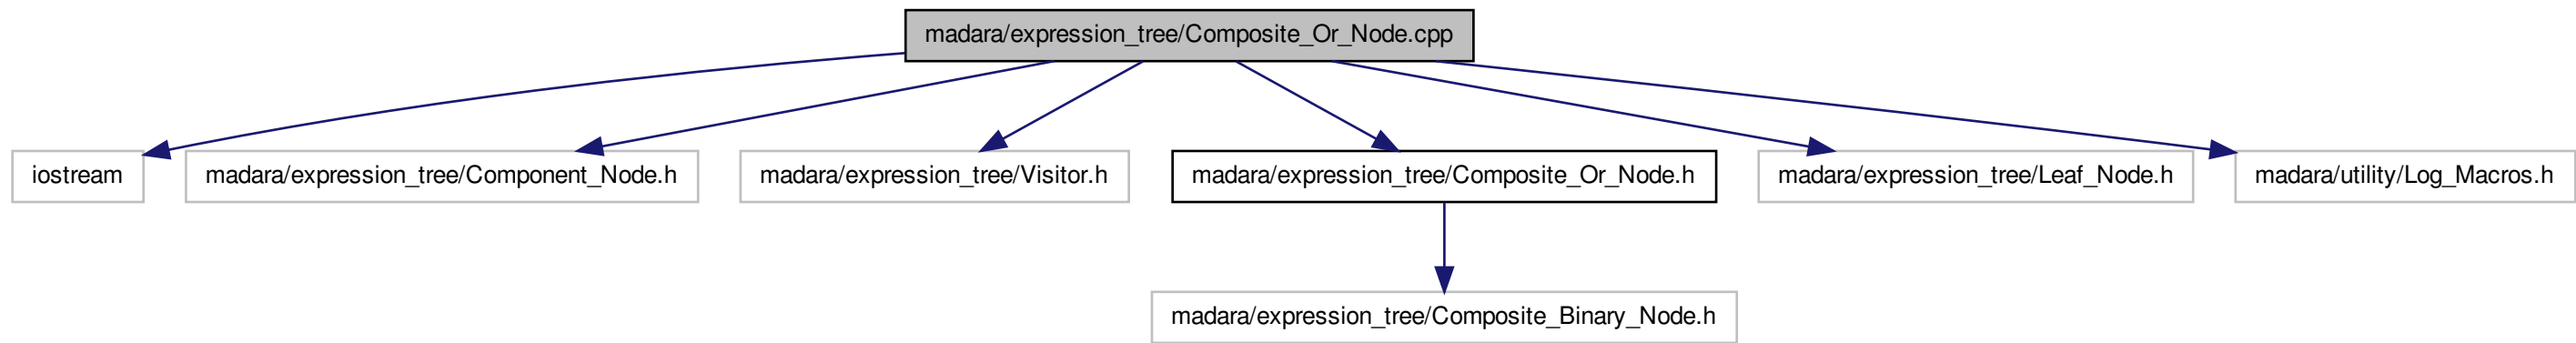 madara/expression_tree/Composite_Or_Node.cpp
iostream
madara/expression_tree/Component_Node.h
madara/expression_tree/Visitor.h
madara/expression_tree/Composite_Or_Node.h
madara/expression_tree/Leaf_Node.h
madara/utility/Log_Macros.h
madara/expression_tree/Composite_Binary_Node.h